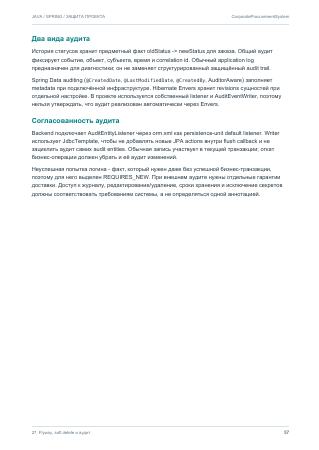 JAVA / SPRING / ЗАЩИТА ПРОЕКТА
CorporateProcurementSystem
Два вида аудита
История статусов хранит предметный факт oldStatus -> newStatus для заказа. Общий аудит
фиксирует событие, объект, субъекта, время и correlation id. Обычный application log
предназначен для диагностики; он не заменяет структурированный защищённый audit trail.
Spring Data auditing (@CreatedDate, @LastModifiedDate, @CreatedBy, AuditorAware) заполняет
metadata при подключённой инфраструктуре. Hibernate Envers хранит revisions сущностей при
отдельной настройке. В проекте используется собственный listener и AuditEventWriter, поэтому
нельзя утверждать, что аудит реализован автоматически через Envers.
Согласованность аудита
Backend подключает AuditEntityListener через orm.xml как persistence-unit default listener. Writer
использует JdbcTemplate, чтобы не добавлять новые JPA actions внутри flush callback и не
зациклить аудит самих audit entities. Обычная запись участвует в текущей транзакции; откат
бизнес-операции должен убрать и её аудит изменений.
Неуспешная попытка логина - факт, который нужен даже без успешной бизнес-транзакции,
поэтому для него выделен REQUIRES_NEW. При внешнем аудите нужны отдельные гарантии
доставки. Доступ к журналу, редактирование/удаление, сроки хранения и исключение секретов
должны соответствовать требованиям системы, а не определяться одной аннотацией.
37